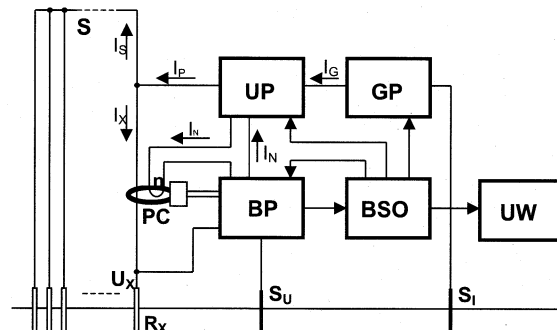 S
I_S
I_P
UP
I_G
GP
I_X
I_N
I_N
n
PC
BP
BSO
UW
U_X
S_U
S_I
R_X